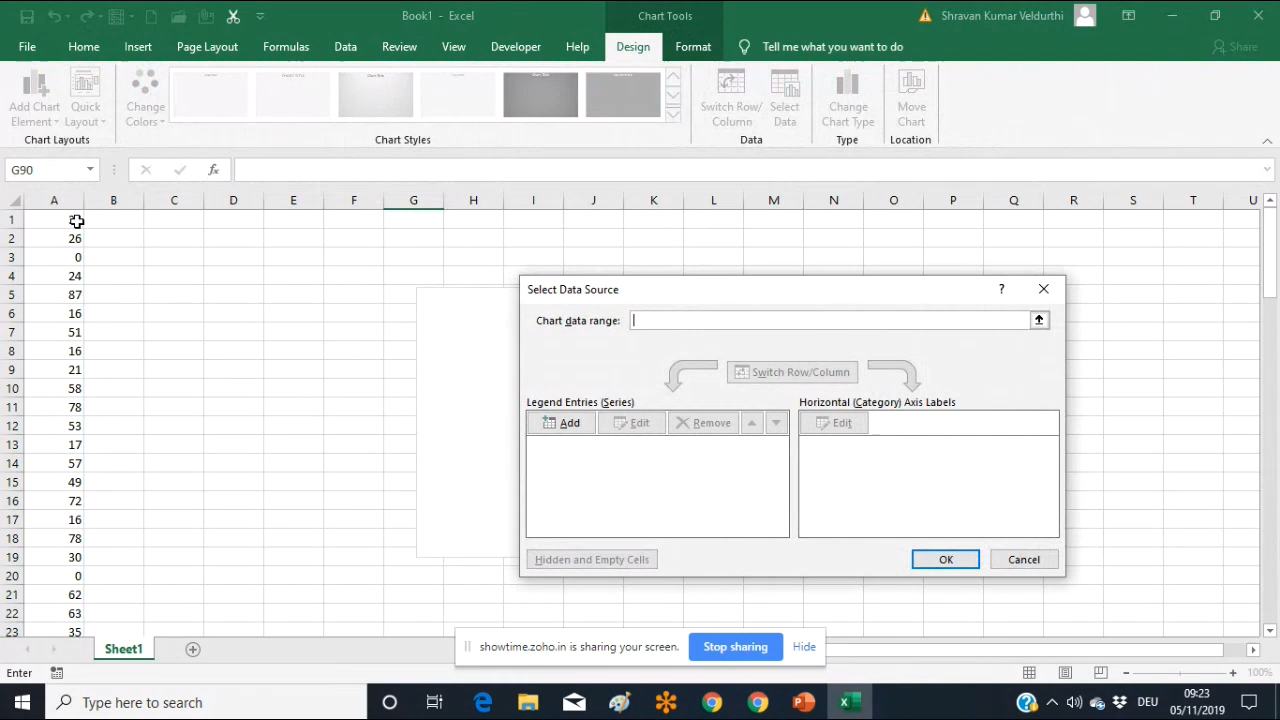 Book1 - Excel
Chart Tools
Shravan Kumar Veldurthi
File Home Insert Page Layout Formulas Data Review View Developer Help Design Format Tell me what you want to do Share
Add Chart Element
Quick Layout
Change Colors
Switch Row/ Column
Select Data
Change Chart Type
Move Chart
Chart Layouts Chart Styles Data Type Location
G90
fx
A B C D E F G H I J K L M N O P Q R S T U
1
2 26
3 0
4 24
5 87
6 16
7 51
8 16
9 21
10 58
11 78
12 53
13 17
14 57
15 49
16 72
17 16
18 78
19 30
20 0
21 62
22 63
23 35
Select Data Source
?
Chart data range:
Switch Row/Column
Legend Entries (Series)
Horizontal (Category) Axis Labels
Add Edit Remove
Edit
Hidden and Empty Cells
OK Cancel
Sheet1
showtime.zoho.in is sharing your screen. Stop sharing Hide
Enter
100%
Type here to search
DEU
09:23
05/11/2019